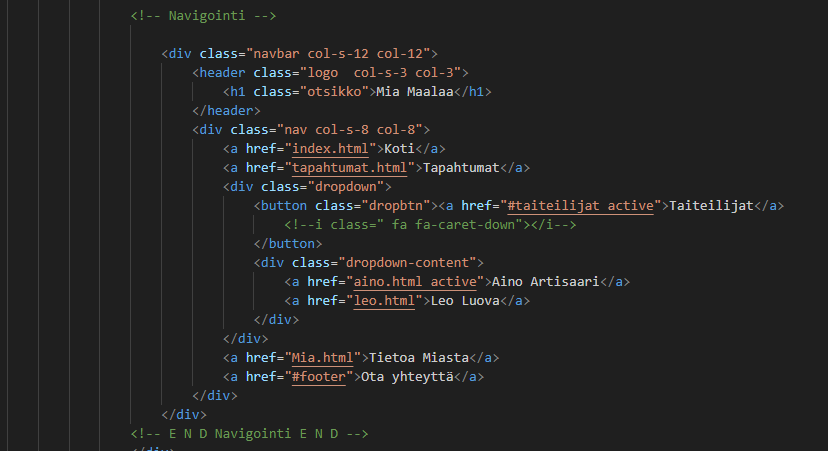 <!-- Navigointi -->
<div class="navbar col-s-12 col-12">
<header class="logo  col-s-3 col-3">
<h1 class="otsikko">Mia Maalaa</h1>
</header>
<div class="nav col-s-8 col-8">
<a href="index.html">Koti</a>
<a href="tapahtumat.html">Tapahtumat</a>
<div class="dropdown">
<button class="dropbtn"><a href="#taiteilijat active">Taiteilijat</a>
<!--i class=" fa fa-caret-down"></i-->
</button>
<div class="dropdown-content">
<a href="aino.html active">Aino Artisaari</a>
<a href="leo.html">Leo Luova</a>
</div>
</div>
<a href="Mia.html">Tietoa Miasta</a>
<a href="#footer">Ota yhteyttä</a>
</div>
</div>
<!-- E N D Navigointi E N D -->
</div>